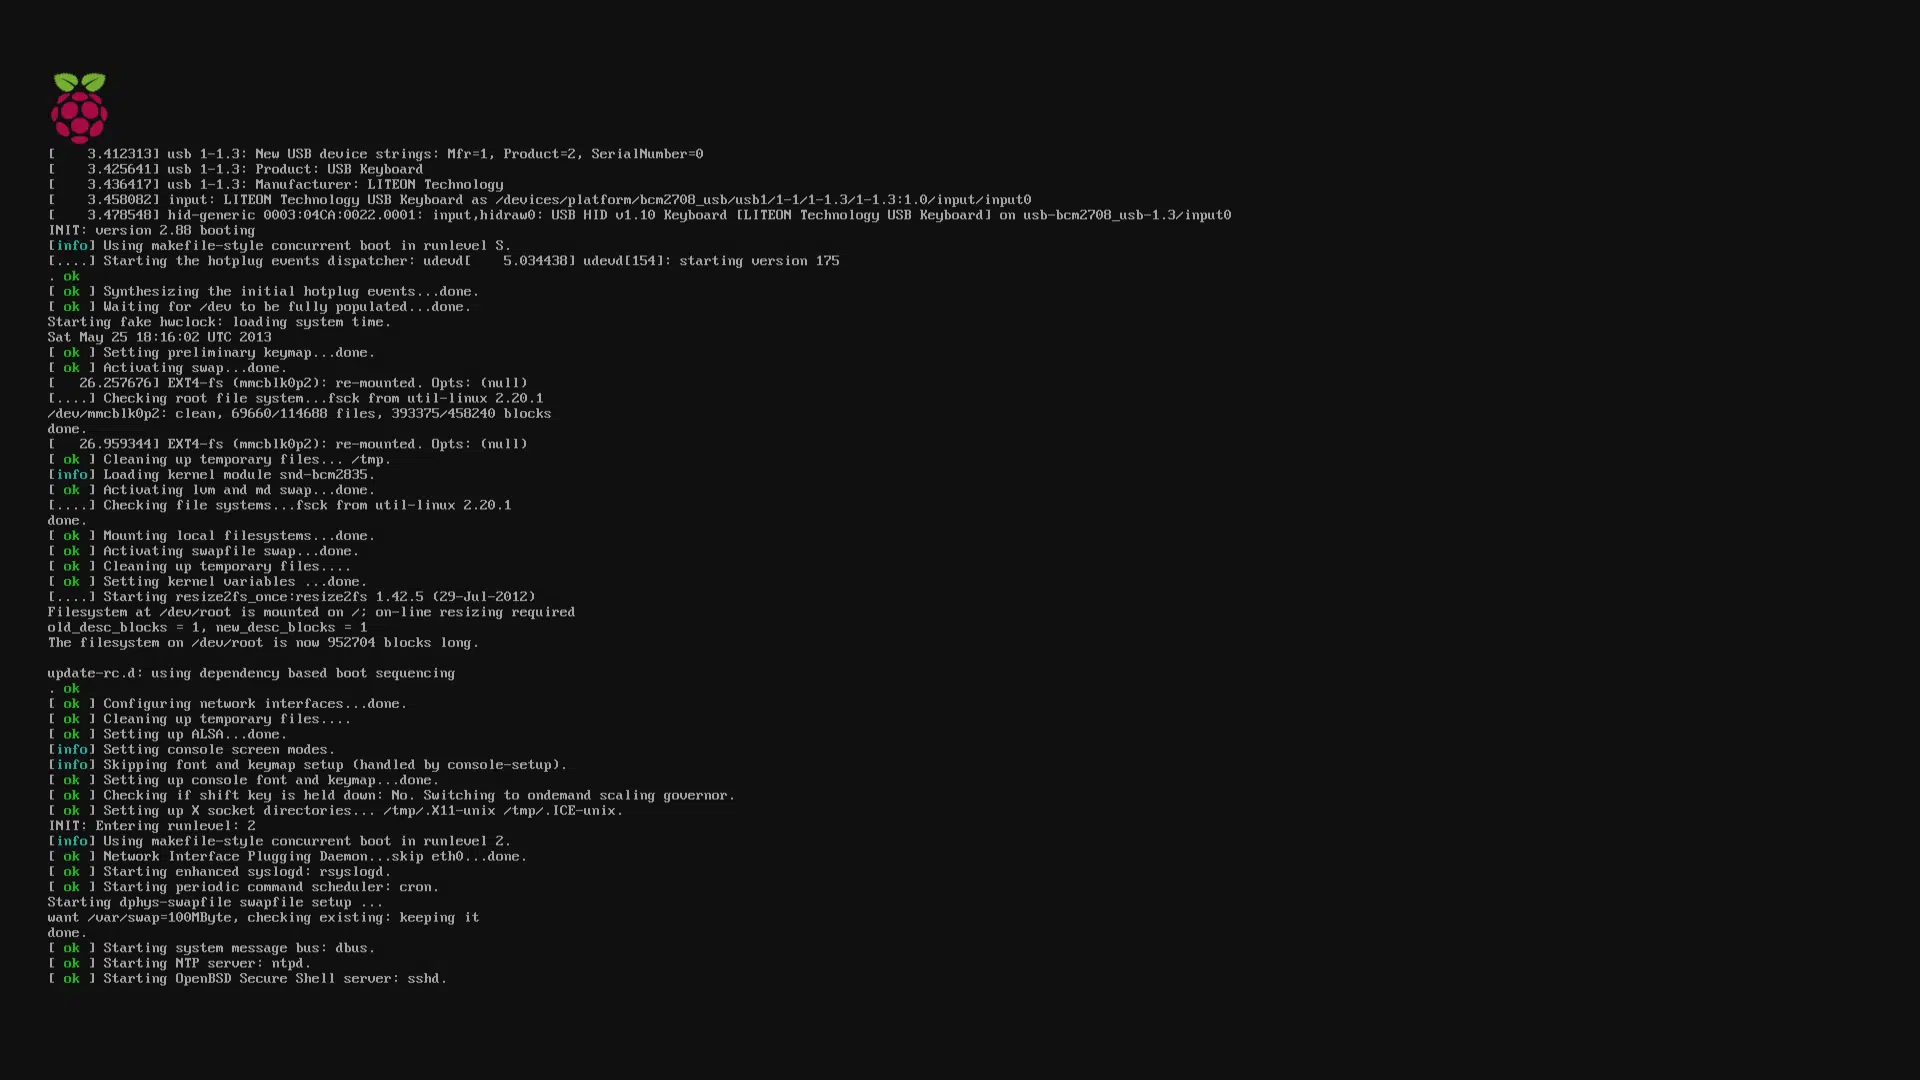 [    3.412313] usb 1-1.3: New USB device strings: Mfr=1, Product=2, SerialNumber=0
[    3.425641] usb 1-1.3: Product: USB Keyboard
[    3.436417] usb 1-1.3: Manufacturer: LITEON Technology
[    3.458082] input: LITEON Technology USB Keyboard as /devices/platform/bcm2708_usb/usb1/1-1/1-1.3/1-1.3:1.0/input/input0
[    3.478548] hid-generic 0003:04CA:0022.0001: input,hidraw0: USB HID v1.10 Keyboard [LITEON Technology USB Keyboard] on usb-bcm2708_usb-1.3/input0
INIT: version 2.88 booting
[info] Using makefile-style concurrent boot in runlevel S.
[....] Starting the hotplug events dispatcher: udevd[    5.034438] udevd[154]: starting version 175
. ok
[ ok ] Synthesizing the initial hotplug events...done.
[ ok ] Waiting for /dev to be fully populated...done.
Starting fake hwclock: loading system time.
Sat May 25 18:16:02 UTC 2013
[ ok ] Setting preliminary keymap...done.
[ ok ] Activating swap...done.
[   26.257676] EXT4-fs (mmcblk0p2): re-mounted. Opts: (null)
[....] Checking root file system...fsck from util-linux 2.20.1
/dev/mmcblk0p2: clean, 69660/114688 files, 393375/458240 blocks
done.
[   26.959344] EXT4-fs (mmcblk0p2): re-mounted. Opts: (null)
[ ok ] Cleaning up temporary files... /tmp.
[info] Loading kernel module snd-bcm2835.
[ ok ] Activating lvm and md swap...done.
[....] Checking file systems...fsck from util-linux 2.20.1
done.
[ ok ] Mounting local filesystems...done.
[ ok ] Activating swapfile swap...done.
[ ok ] Cleaning up temporary files....
[ ok ] Setting kernel variables ...done.
[....] Starting resize2fs_once:resize2fs 1.42.5 (29-Jul-2012)
Filesystem at /dev/root is mounted on /; on-line resizing required
old_desc_blocks = 1, new_desc_blocks = 1
The filesystem on /dev/root is now 952704 blocks long.
update-rc.d: using dependency based boot sequencing
. ok
[ ok ] Configuring network interfaces...done.
[ ok ] Cleaning up temporary files....
[ ok ] Setting up ALSA...done.
[info] Setting console screen modes.
[info] Skipping font and keymap setup (handled by console-setup).
[ ok ] Setting up console font and keymap...done.
[ ok ] Checking if shift key is held down: No. Switching to ondemand scaling governor.
[ ok ] Setting up X socket directories... /tmp/.X11-unix /tmp/.ICE-unix.
INIT: Entering runlevel: 2
[info] Using makefile-style concurrent boot in runlevel 2.
[ ok ] Network Interface Plugging Daemon...skip eth0...done.
[ ok ] Starting enhanced syslogd: rsyslogd.
[ ok ] Starting periodic command scheduler: cron.
Starting dphys-swapfile swapfile setup ...
want /var/swap=100MByte, checking existing: keeping it
done.
[ ok ] Starting system message bus: dbus.
[ ok ] Starting NTP server: ntpd.
[ ok ] Starting OpenBSD Secure Shell server: sshd.